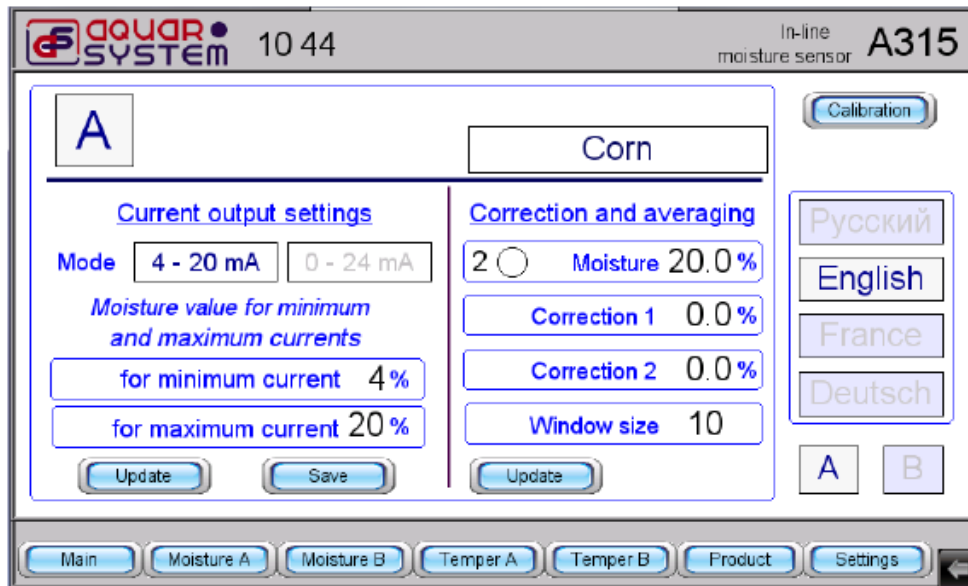 AQUAR SYSTEM 10 44 In-line moisture sensor A315
A
Corn
Calibration
Current output settings
Mode 4 - 20 mA 0 - 24 mA
Moisture value for minimum
and maximum currents
for minimum current 4 %
for maximum current 20 %
Update Save
Correction and averaging
2 Moisture 20.0 %
Correction 1 0.0 %
Correction 2 0.0 %
Window size 10
Update
Русский
English
France
Deutsch
A B
Main Moisture A Moisture B Temper A Temper B Product Settings